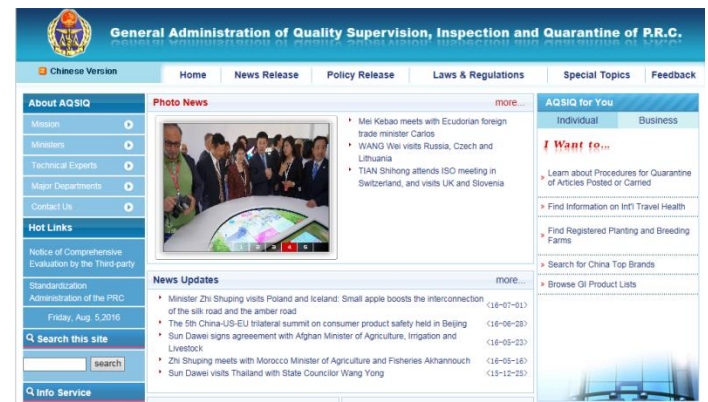 General Administration of Quality Supervision, Inspection and Quarantine of P.R.C.
Chinese Version
Home News Release Policy Release Laws & Regulations Special Topics Feedback
About AQSIQ
Mission
Ministers
Technical Experts
Major Departments
Contact Us
Hot Links
Notice of Comprehensive
Evaluation by the Third-party
Standardization
Administration of the PRC
Friday, Aug. 5,2016
Search this site
search
Info Service
Photo News more...
1 2 3 4 5
Mei Kebao meets with Ecudorian foreign
trade minister Carlos
WANG Wei visits Russia, Czech and
Lithuania
TIAN Shihong attends ISO meeting in
Switzerland, and visits UK and Slovenia
News Updates more...
Minister Zhi Shuping visits Poland and Iceland: Small apple boosts the interconnection
of the silk road and the amber road <16-07-01>
The 5th China-US-EU trilateral summit on consumer product safety held in Beijing <16-06-28>
Sun Dawei signs agreeement with Afghan Minister of Agriculture, Irrigation and
Livestock <16-05-23>
Zhi Shuping meets with Morocco Minister of Agriculture and Fisheries Akhannouch <16-05-16>
Sun Dawei visits Thailand with State Councilor Wang Yong <15-12-25>
AQSIQ for You
Individual Business
I Want to...
Learn about Procedures for Quarantine
of Articles Posted or Carried
Find Information on Int'l Travel Health
Find Registered Planting and Breeding
Farms
Search for China Top Brands
Browse GI Product Lists